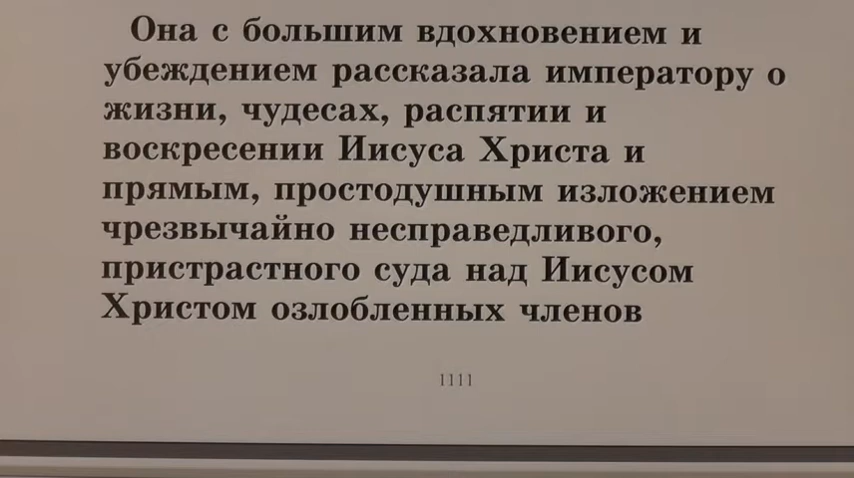 Она с большим вдохновением и
убеждением рассказала императору о
жизни, чудесах, распятии и
воскресении Иисуса Христа и
прямым, простодушным изложением
чрезвычайно несправедливого,
пристрастного суда над Иисусом
Христом озлобленных членов
1111